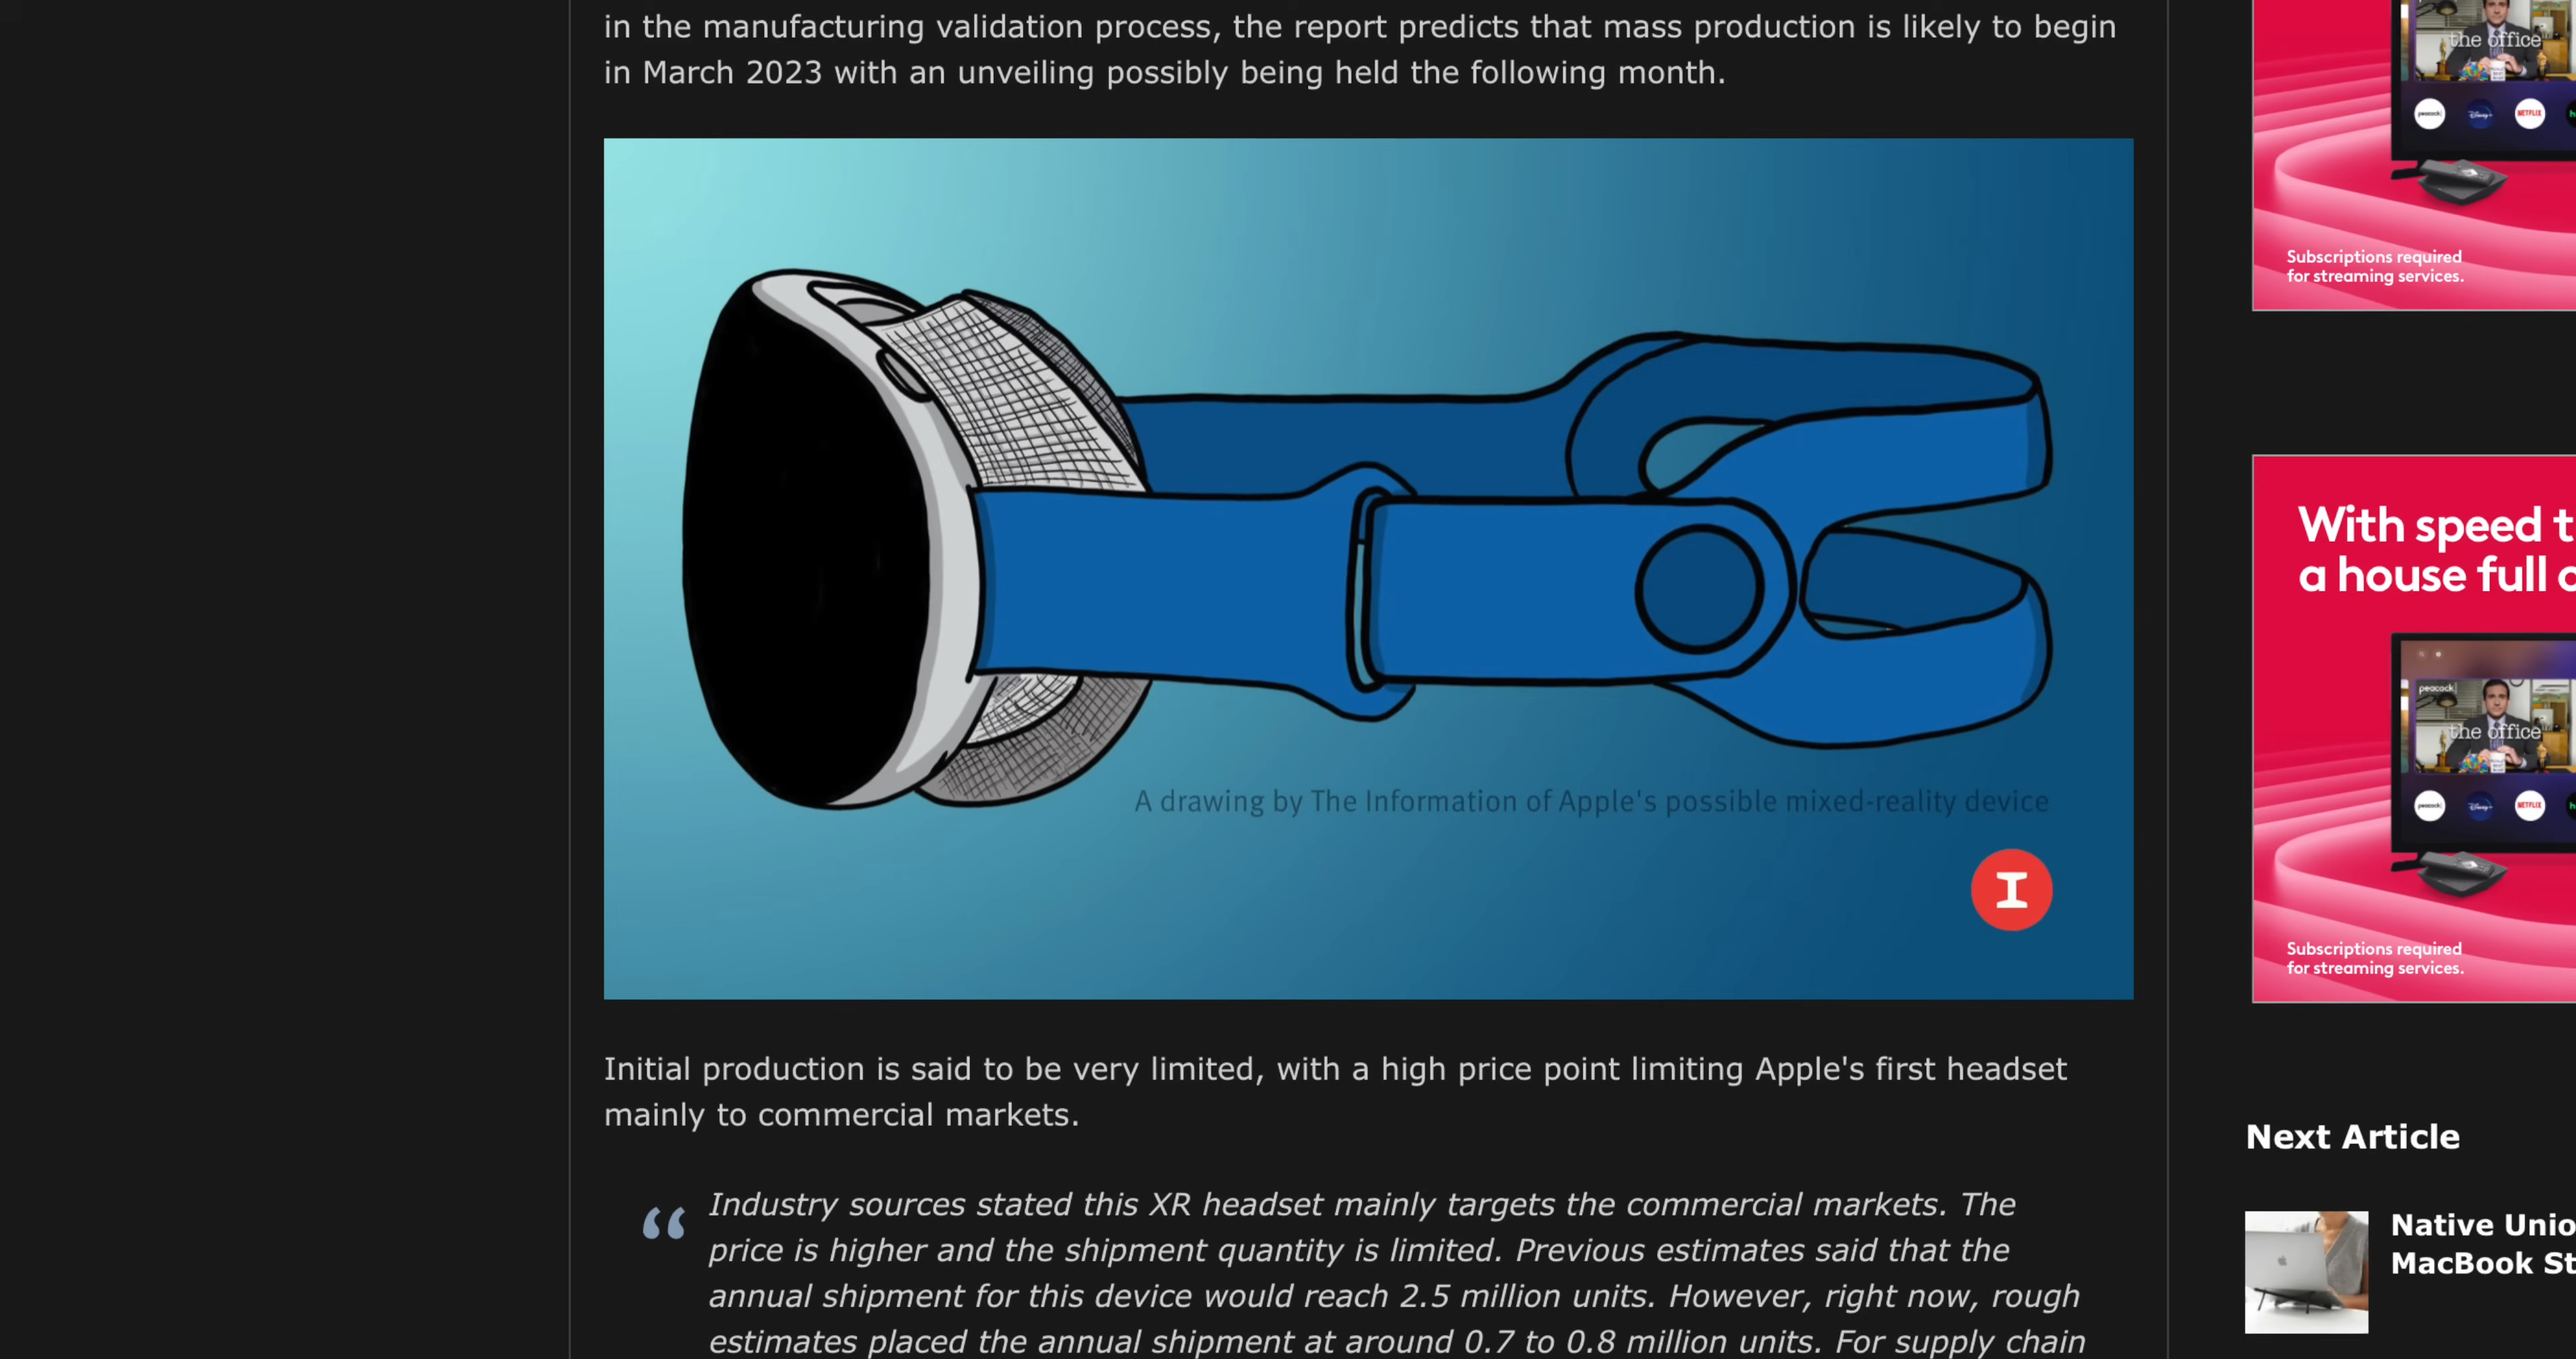 in the manufacturing validation process, the report predicts that mass production is likely to begin
in March 2023 with an unveiling possibly being held the following month.
A drawing by The Information of Apple's possible mixed-reality device
I
Initial production is said to be very limited, with a high price point limiting Apple's first headset
mainly to commercial markets.
“ Industry sources stated this XR headset mainly targets the commercial markets. The
price is higher and the shipment quantity is limited. Previous estimates said that the
annual shipment for this device would reach 2.5 million units. However, right now, rough
estimates placed the annual shipment at around 0.7 to 0.8 million units. For supply chain
the office
peacock
Disney+
NETFLIX
h
Subscriptions required
for streaming services.
With speed t
a house full o
peacock
the office
peacock
Disney+
NETFLIX
h
Subscriptions required
for streaming services.
Next Article
Native Unio
MacBook St